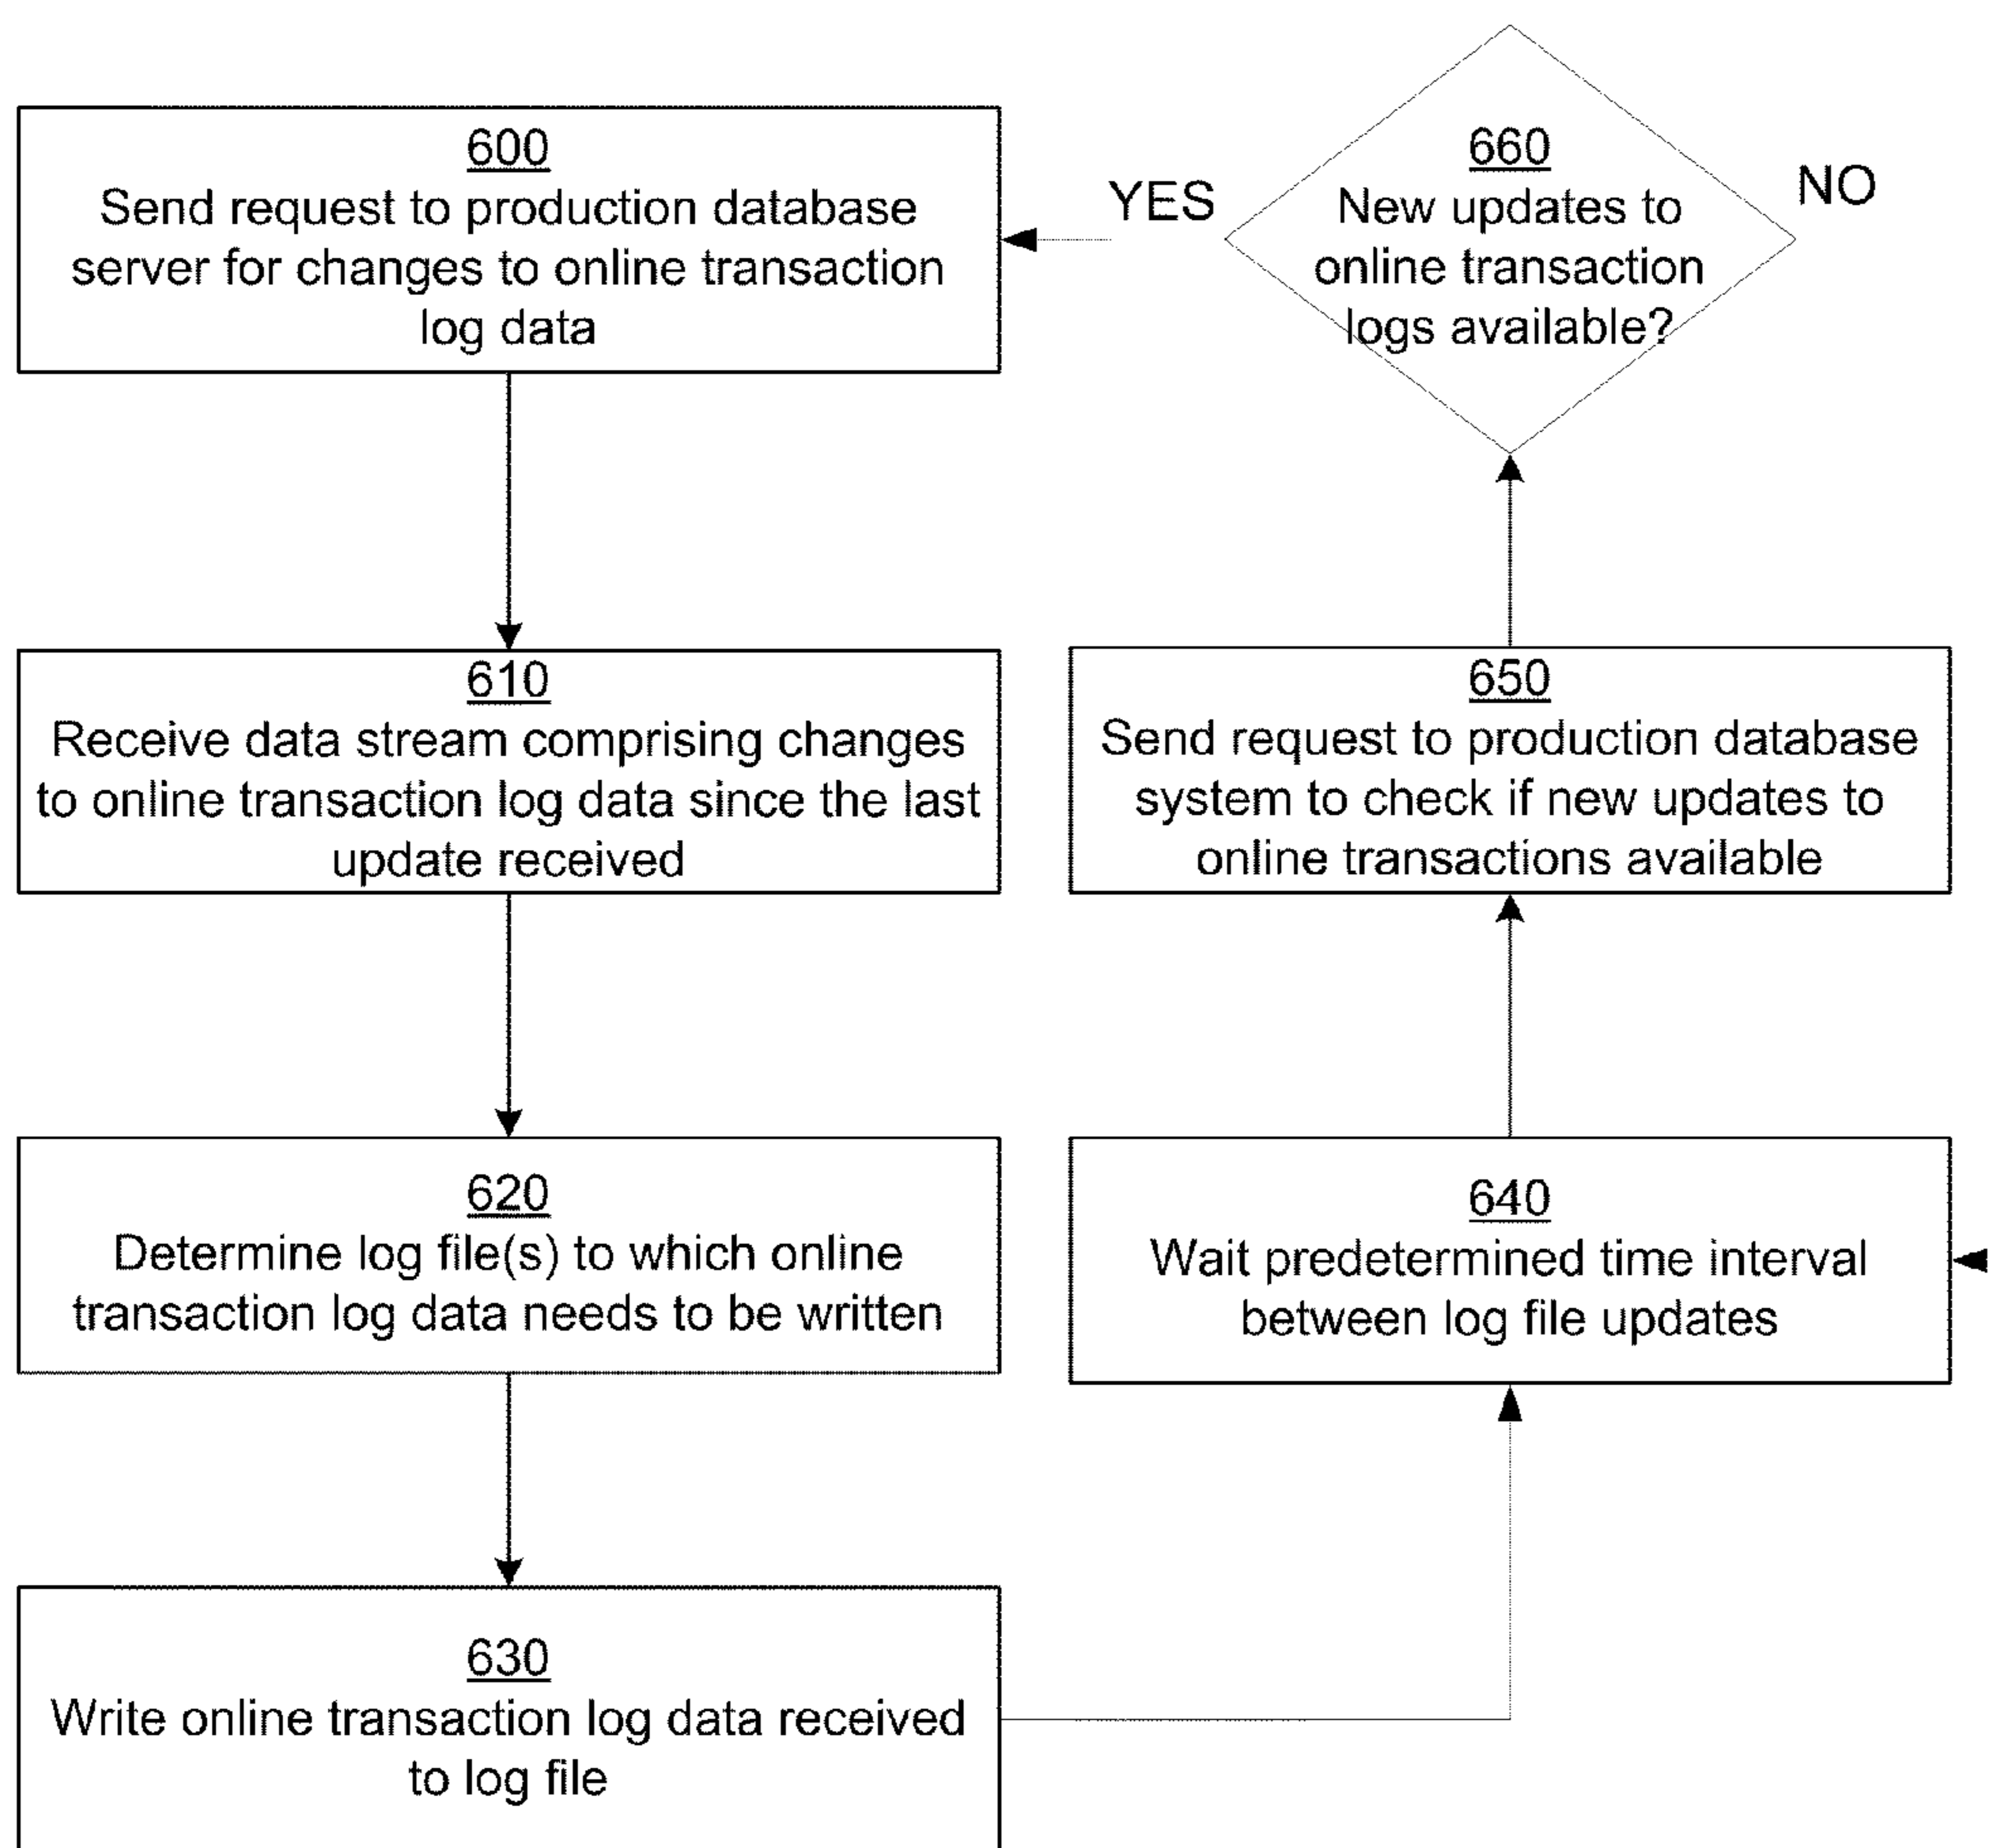 600
Send request to production database
server for changes to online transaction
log data
YES
660
New updates to
online transaction
logs available?
NO
610
Receive data stream comprising changes
to online transaction log data since the last
update received
650
Send request to production database
system to check if new updates to
online transactions available
620
Determine log file(s) to which online
transaction log data needs to be written
640
Wait predetermined time interval
between log file updates
630
Write online transaction log data received
to log file